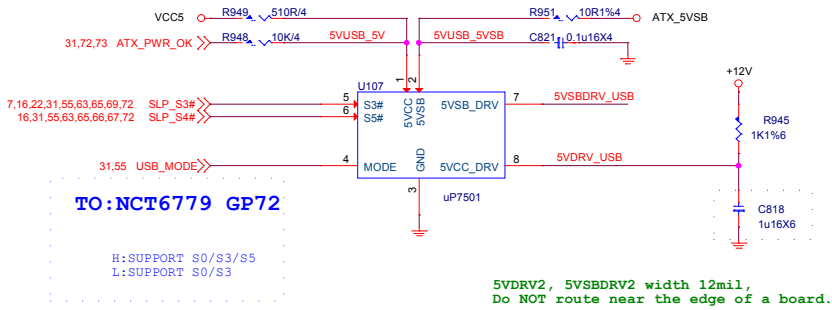 VCC5 R949 510R/4 R951 10R1%4 ATX_5VSB
31,72,73 ATX_PWR_OK R948 10K/4 5VUSB_5V 5VUSB_5VSB C821 0.1u16X4
+12V
1 2
U107
7,16,22,31,55,63,65,69,72 SLP_S3# 5 S3# 5VCC 5VSB 5VSB_DRV 7 5VSBDRV_USB
16,31,55,63,65,66,67,72 SLP_S4# 6 S5#
R945
1K1%6
31,55 USB_MODE 4 MODE GND 5VCC_DRV 8 5VDRV_USB
3
uP7501
TO:NCT6779 GP72
C818
1u16X6
H:SUPPORT S0/S3/S5
L:SUPPORT S0/S3
5VDRV2, 5VSBDRV2 width 12mil,
Do NOT route near the edge of a board.